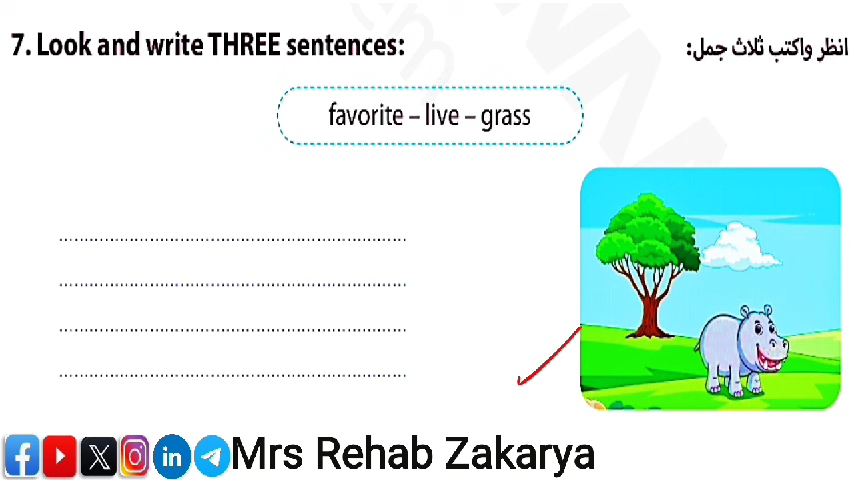 7. Look and write THREE sentences:
انظر واكتب ثلاث جمل:
favorite – live – grass
Mrs Rehab Zakarya